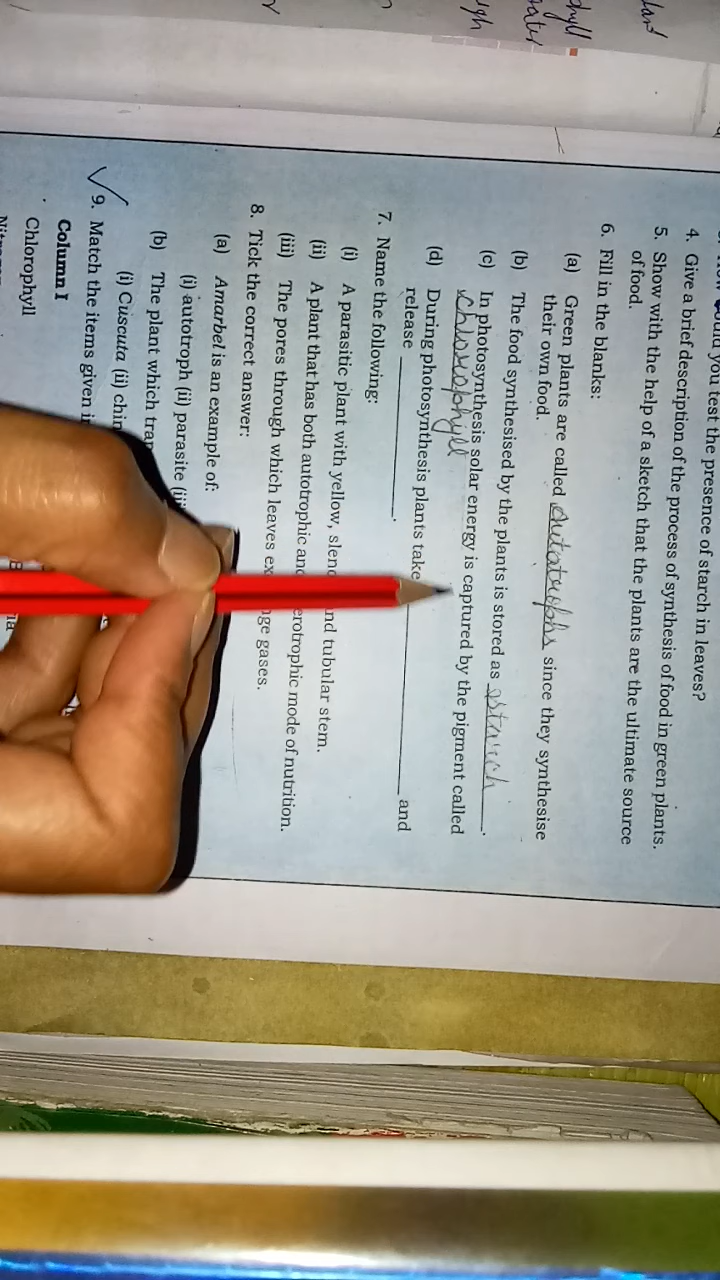 you test the presence of starch in leaves?
4. Give a brief description of the process of synthesis of food in green plants.
5. Show with the help of a sketch that the plants are the ultimate source
of food.
6. Fill in the blanks:
(a) Green plants are called autotrophs since they synthesise
their own food.
(b) The food synthesised by the plants is stored as starch.
(c) In photosynthesis solar energy is captured by the pigment called
chlorophyll
(d) During photosynthesis plants take and
release .
7. Name the following:
(i) A parasitic plant with yellow, nd tubular stem.
(ii) A plant that has both autotrophic and erotrophic mode of nutrition.
(iii) The pores through which leaves ex nge gases.
8. Tick the correct answer:
(a) Amarbel is an example of:
(i) autotroph (ii) parasite
(b) The plant which
(i) Cuscuta (ii)
9. Match the items given
Column I
Chlorophyll